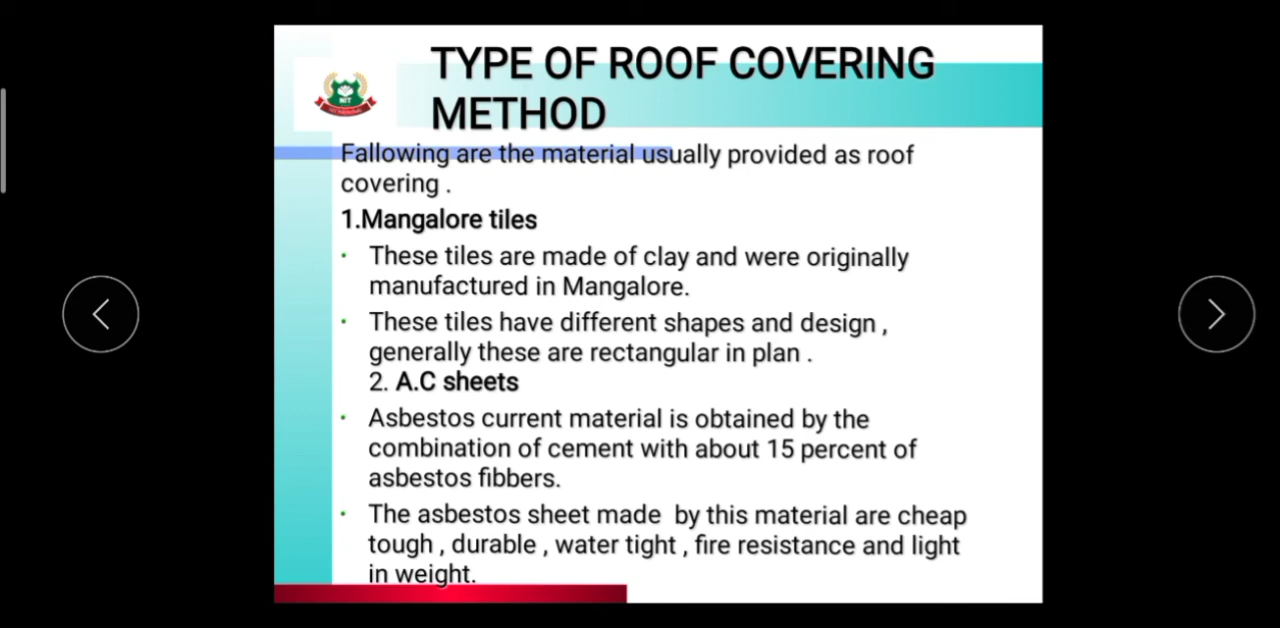 TYPE OF ROOF COVERING
METHOD
NIT
Fallowing are the material usually provided as roof
covering .
1.Mangalore tiles
• These tiles are made of clay and were originally
manufactured in Mangalore.
• These tiles have different shapes and design ,
generally these are rectangular in plan .
2. A.C sheets
• Asbestos current material is obtained by the
combination of cement with about 15 percent of
asbestos fibbers.
• The asbestos sheet made  by this material are cheap
tough , durable , water tight , fire resistance and light
in weight.